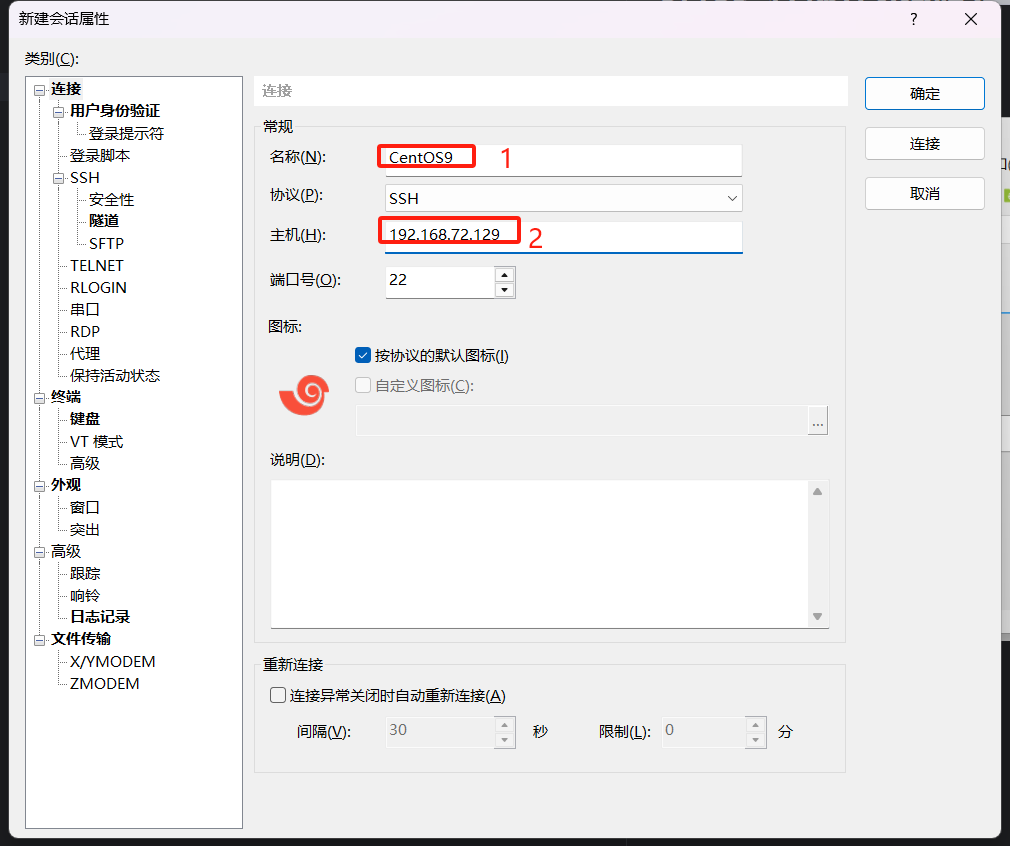 新建会话属性
?
类别(C):
连接
用户身份验证
登录提示符
登录脚本
SSH
安全性
隧道
SFTP
TELNET
RLOGIN
串口
RDP
代理
保持活动状态
终端
键盘
VT 模式
高级
外观
窗口
突出
高级
跟踪
响铃
日志记录
文件传输
X/YMODEM
ZMODEM
连接
常规
名称(N): CentOS9 1
协议(P): SSH
主机(H): 192.168.72.129 2
端口号(O): 22
图标:
按协议的默认图标(I)
自定义图标(C):
...
说明(D):
重新连接
连接异常关闭时自动重新连接(A)
间隔(V): 30 秒 限制(L): 0 分
确定
连接
取消